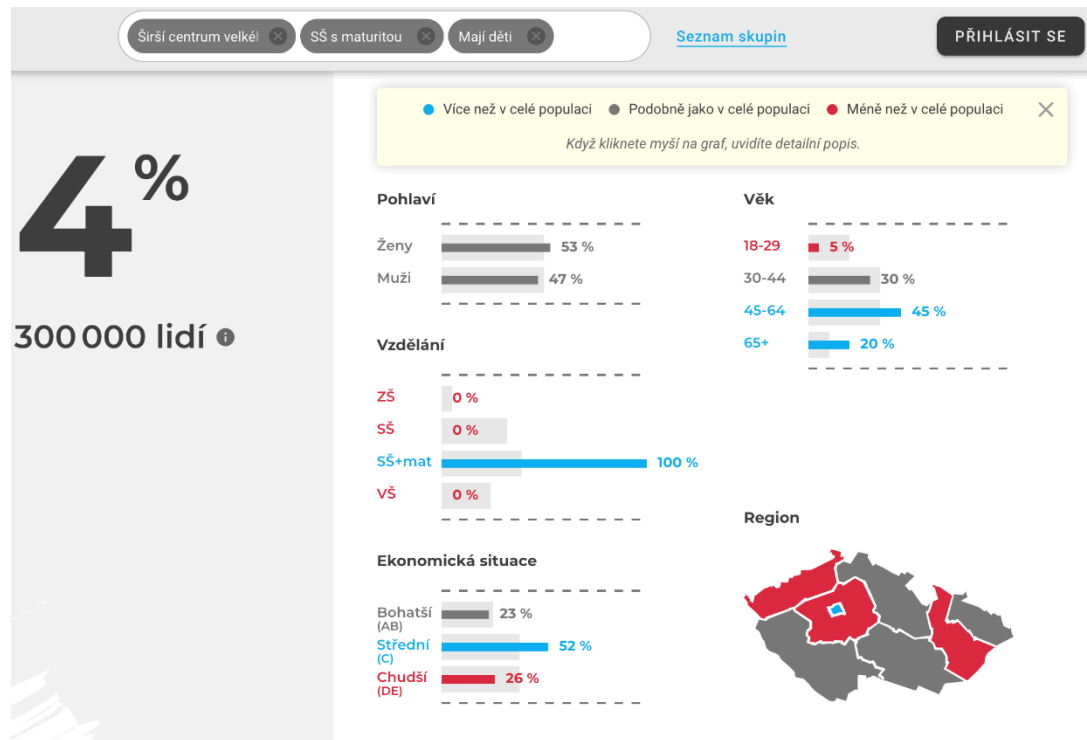 Širší centrum velkéh
SŠ s maturitou
Mají děti
Seznam skupin
PŘIHLÁSIT SE
4%
300 000 lidí
Více než v celé populaci
Podobně jako v celé populaci
Méně než v celé populaci
Když kliknete myší na graf, uvidíte detailní popis.
Pohlaví
Ženy 53 %
Muži 47 %
Vzdělání
ZŠ 0 %
SŠ 0 %
SŠ+mat 100 %
VŠ 0 %
Ekonomická situace
Bohatší 23 %
(AB)
Střední 52 %
(C)
Chudší 26 %
(DE)
Věk
18-29 5 %
30-44 30 %
45-64 45 %
65+ 20 %
Region